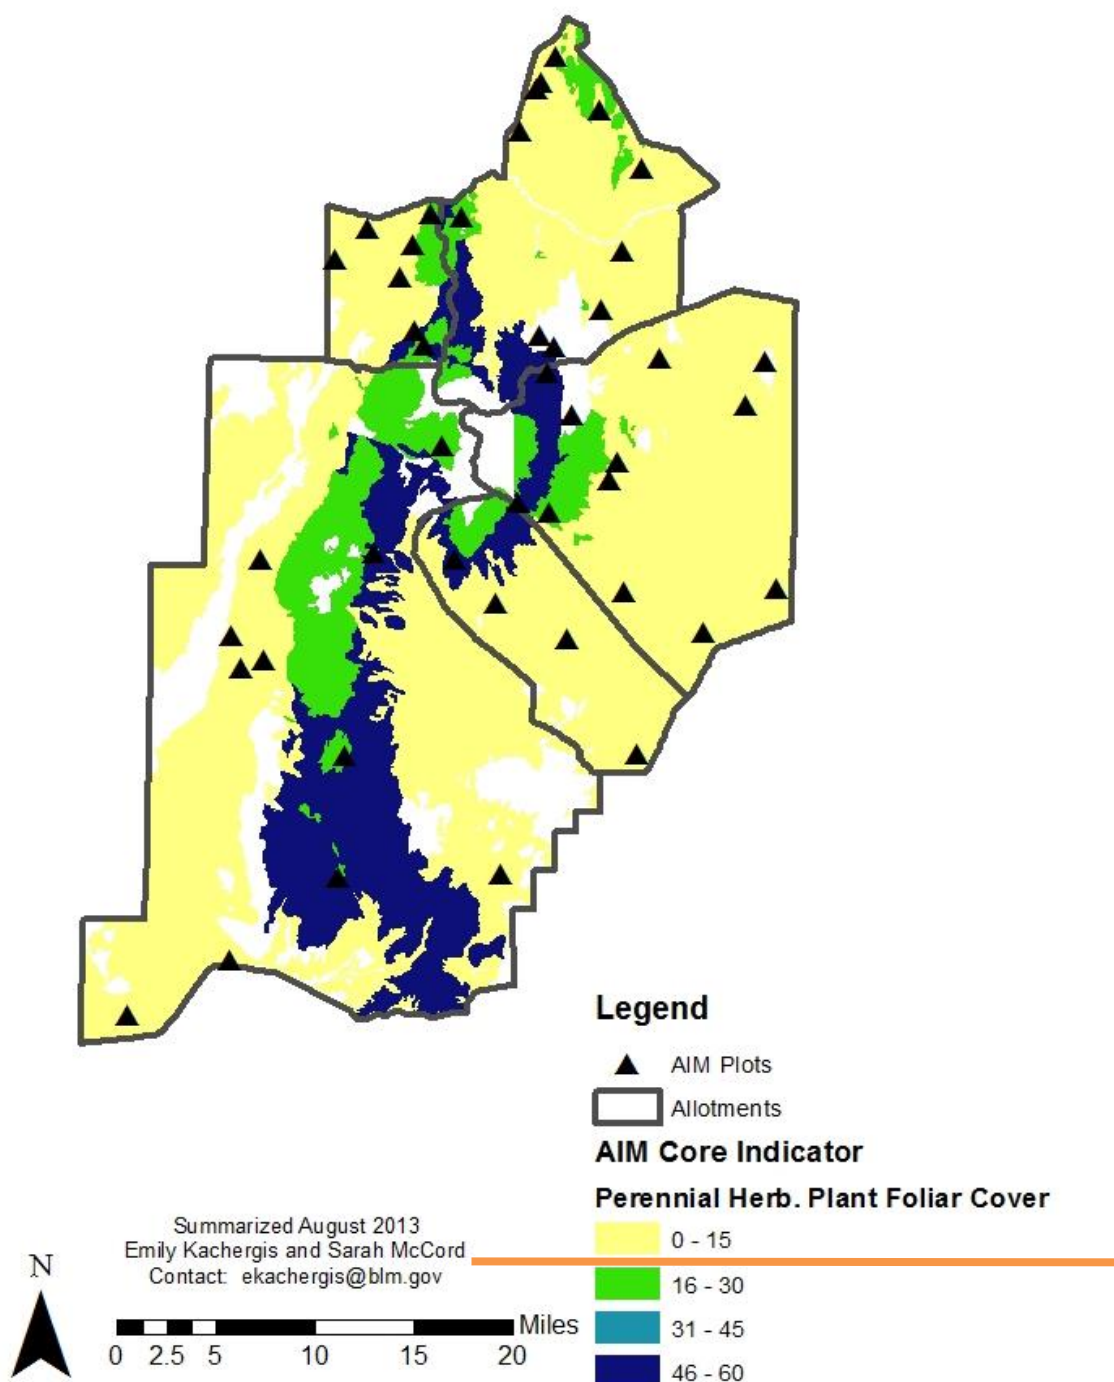 Legend
AIM Plots
Allotments
AIM Core Indicator
Perennial Herb. Plant Foliar Cover
0 - 15
16 - 30
31 - 45
46 - 60
Summarized August 2013
Emily Kachergis and Sarah McCord
Contact: ekachergis@blm.gov
N
Miles
0 2.5 5 10 15 20